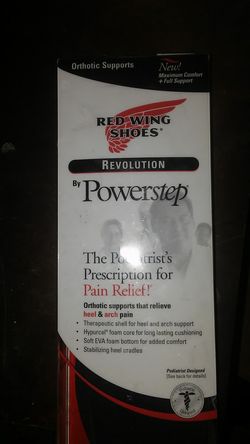 Orthotic Supports
New!
Maximum Comfort
+ Full Support
RED WING
SHOES®
REVOLUTION
By Powerstep
The Podiatrist's
Prescription for
Pain Relief!
Orthotic supports that relieve
heel & arch pain
• Therapeutic shell for heel and arch support
• Hypurcel® foam core for long lasting cushioning
• Soft EVA foam bottom for added comfort
• Stabilizing heel cradles
Podiatrist Designed
(See back for details)